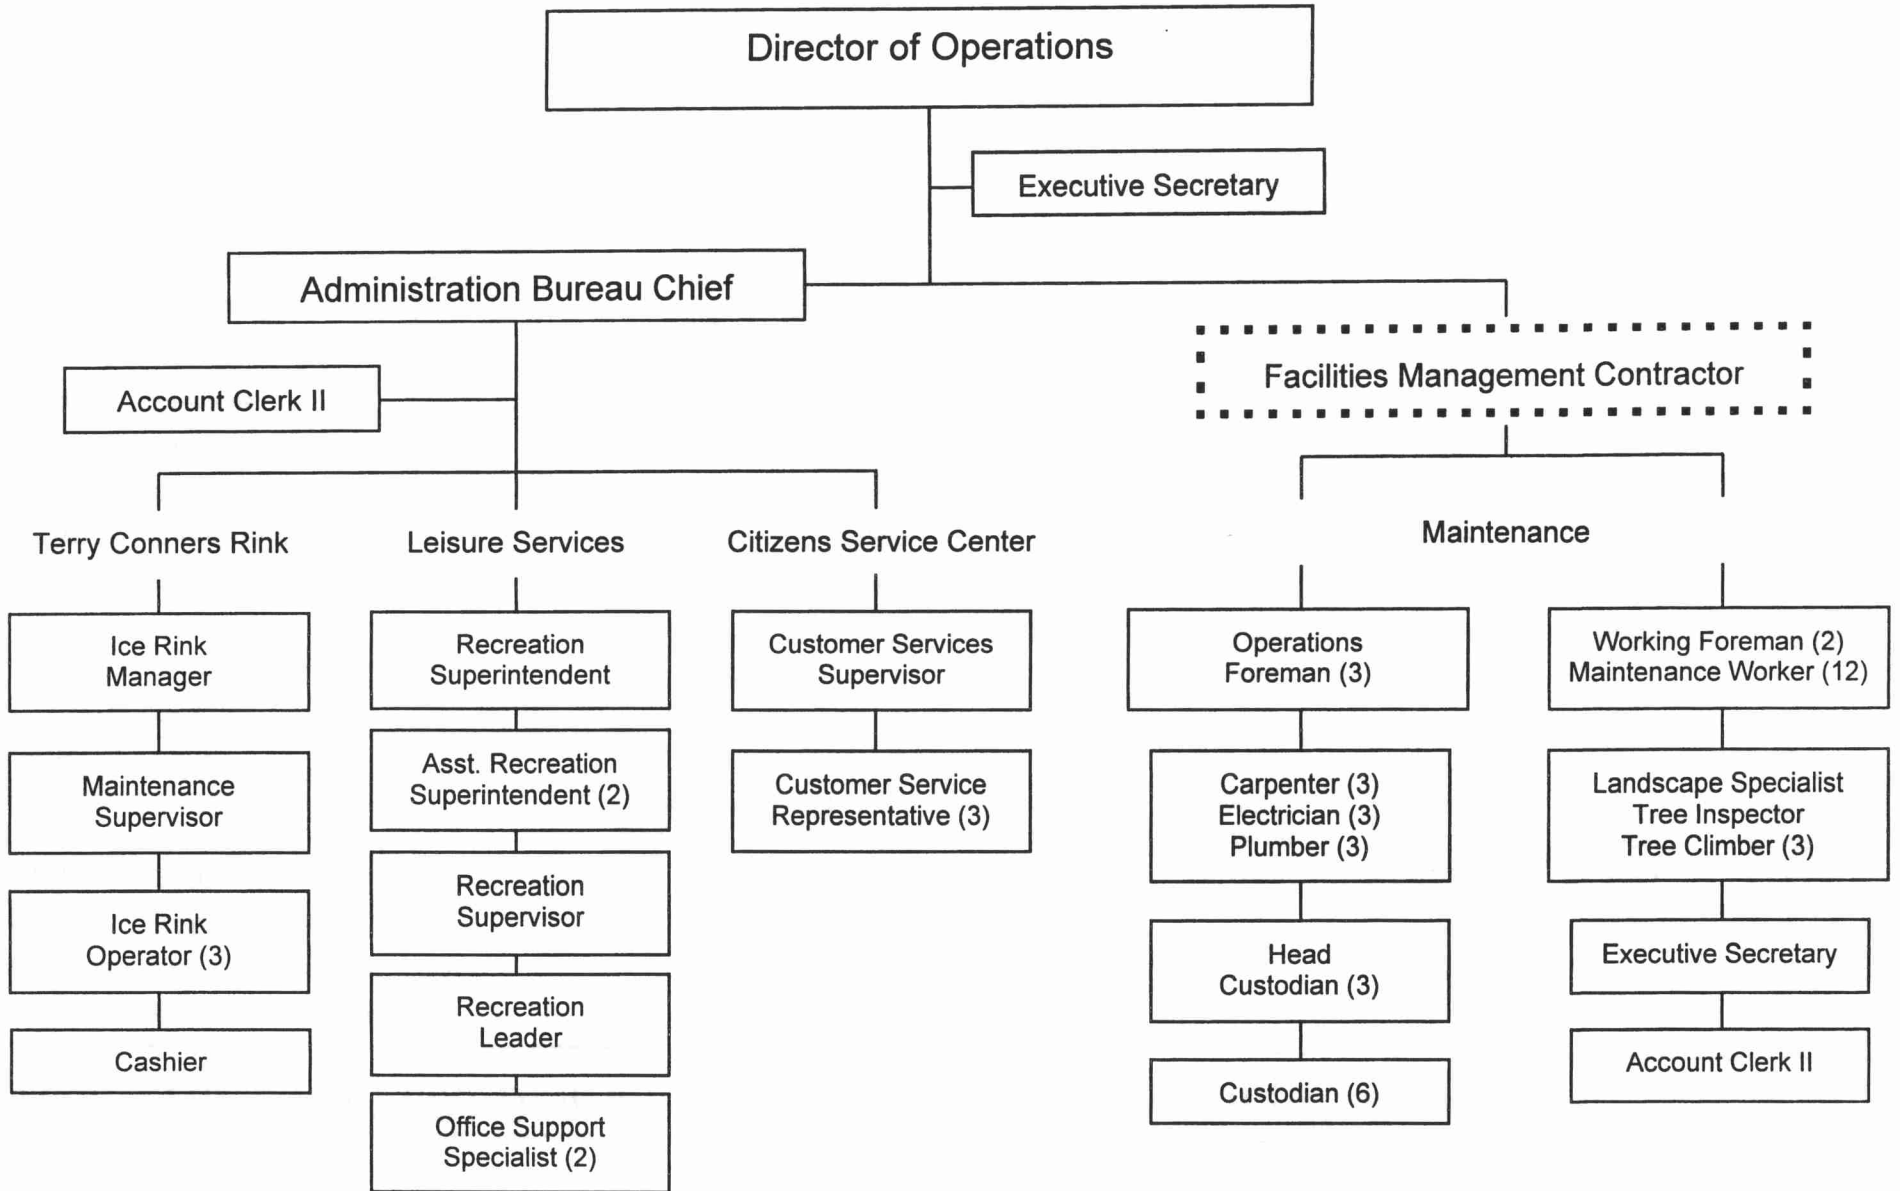 Director of Operations
Executive Secretary
Administration Bureau Chief
Account Clerk II
Facilities Management Contractor
Terry Conners Rink
Ice Rink
Manager
Maintenance
Supervisor
Ice Rink
Operator (3)
Cashier
Leisure Services
Recreation
Superintendent
Asst. Recreation
Superintendent (2)
Recreation
Supervisor
Recreation
Leader
Office Support
Specialist (2)
Citizens Service Center
Customer Services
Supervisor
Customer Service
Representative (3)
Maintenance
Operations
Foreman (3)
Carpenter (3)
Electrician (3)
Plumber (3)
Head
Custodian (3)
Custodian (6)
Working Foreman (2)
Maintenance Worker (12)
Landscape Specialist
Tree Inspector
Tree Climber (3)
Executive Secretary
Account Clerk II